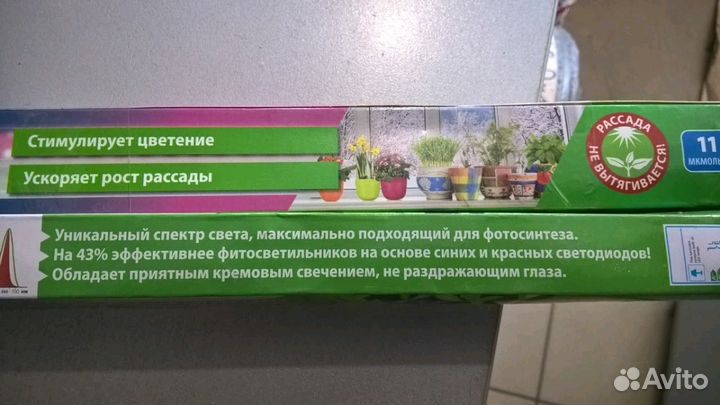 Стимулирует цветение
Ускоряет рост рассады
РАССАДА
НЕ ВЫТЯГИВАЕТСЯ!
11
МКМОЛЬ
Уникальный спектр света, максимально подходящий для фотосинтеза.
На 43% эффективнее фитосветильников на основе синих и красных светодиодов!
Обладает приятным кремовым свечением, не раздражающим глаза.
Avito